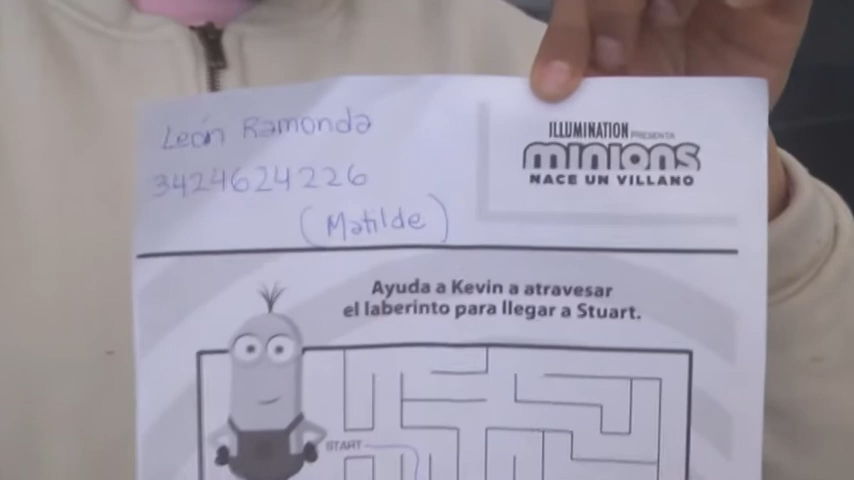 León Ramonda
3424624226
(Matilde)
ILLUMINATION PRESENTA
minions
NACE UN VILLANO
Ayuda a Kevin a atravesar
el laberinto para llegar a Stuart.
START